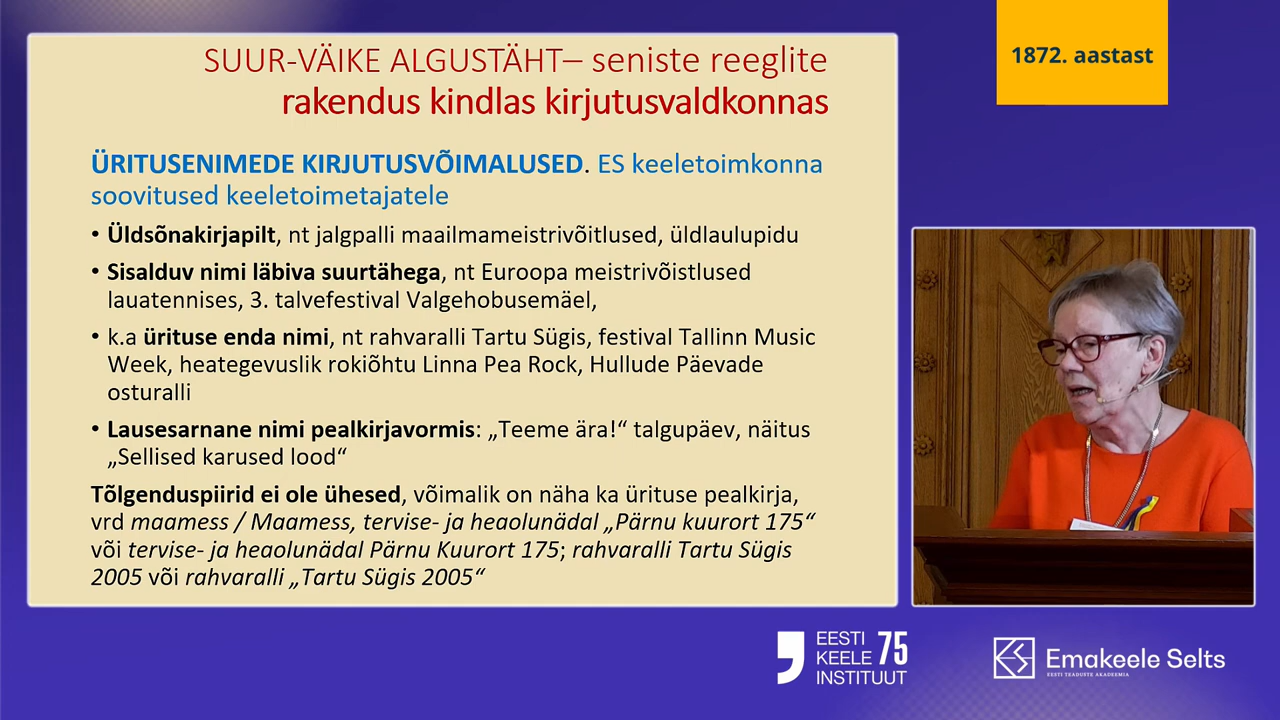 SUUR-VÄIKE ALGUSTÄHT– seniste reeglite
rakendus kindlas kirjutusvaldkonnas
ÜRITUSENIMEDE KIRJUTUSVÕIMALUSED. ES keeletoimkonna
soovitused keeletoimetajatele
• Üldsõnakirjapilt, nt jalgpalli maailmameistrivõitlused, üldlaulupidu
• Sisalduv nimi läbiva suurtähega, nt Euroopa meistrivõistlused
lauatennises, 3. talvefestival Valgehobusemäel,
• k.a ürituse enda nimi, nt rahvaralli Tartu Sügis, festival Tallinn Music
Week, heategevuslik rokiõhtu Linna Pea Rock, Hullude Päevade
osturalli
• Lausesarnane nimi pealkirjavormis: „Teeme ära!“ talgupäev, näitus
„Sellised karused lood“
Tõlgenduspiirid ei ole ühesed, võimalik on näha ka ürituse pealkirja,
vrd maamess / Maamess, tervise- ja heaolunädal „Pärnu kuurort 175“
või tervise- ja heaolunädal Pärnu Kuurort 175; rahvaralli Tartu Sügis
2005 või rahvaralli „Tartu Sügis 2005“
1872. aastast
EESTI
KEELE 75
INSTITUUT
Emakeele Selts
EESTI TEADUSTE AKADEEMIA